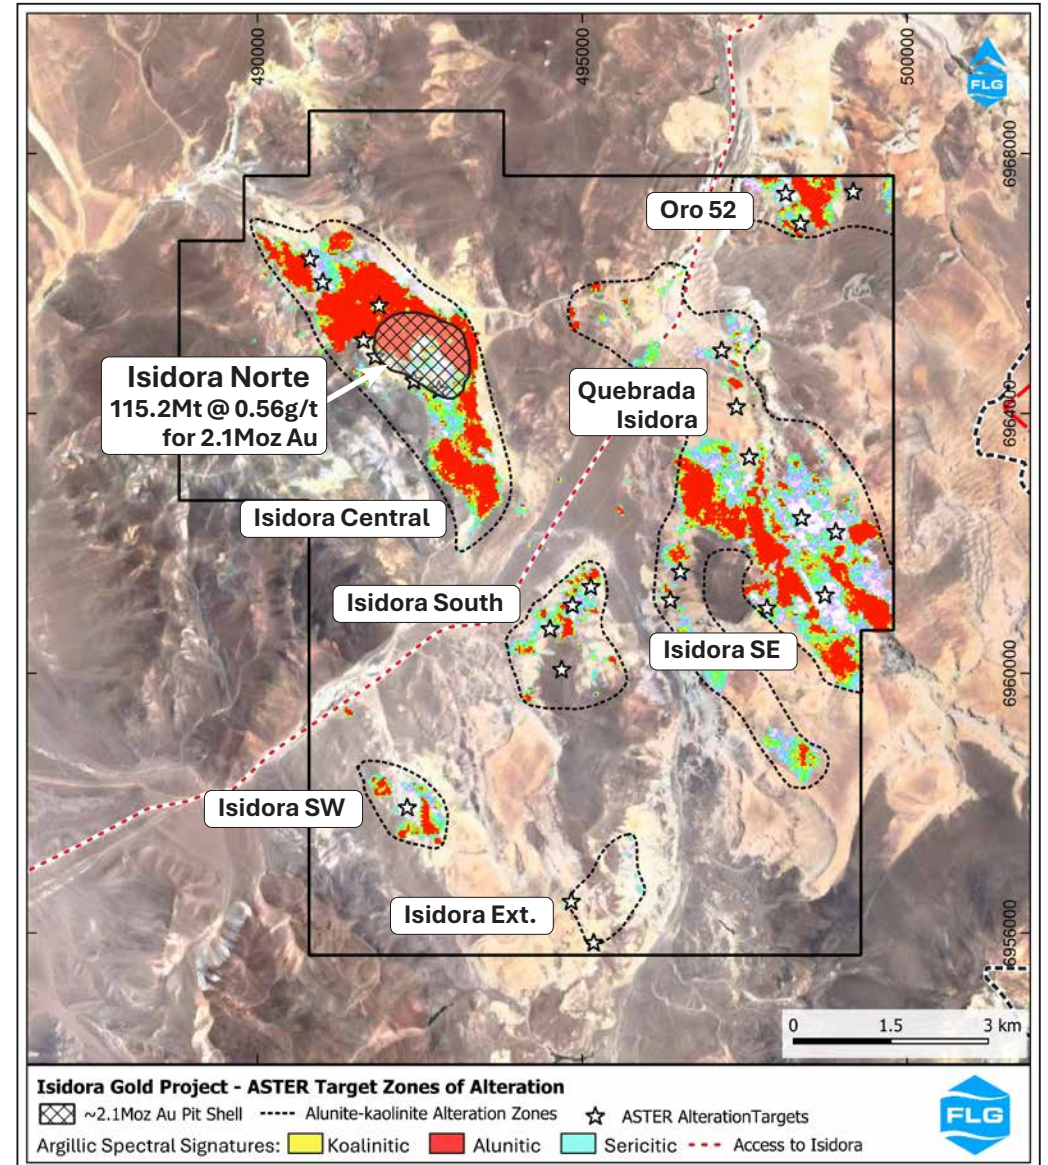 490000
495000
500000
FLG
6968000
Oro 52
Isidora Norte
115.2Mt @ 0.56g/t
for 2.1Moz Au
Quebrada
Isidora
6964000
Isidora Central
Isidora South
Isidora SE
6960000
Isidora SW
Isidora Ext.
6956000
0 1.5 3 km
Isidora Gold Project - ASTER Target Zones of Alteration
~2.1Moz Au Pit Shell Alunite-kaolinite Alteration Zones ASTER AlterationTargets
Argillic Spectral Signatures: Koalinitic Alunitic Sericitic Access to Isidora
FLG